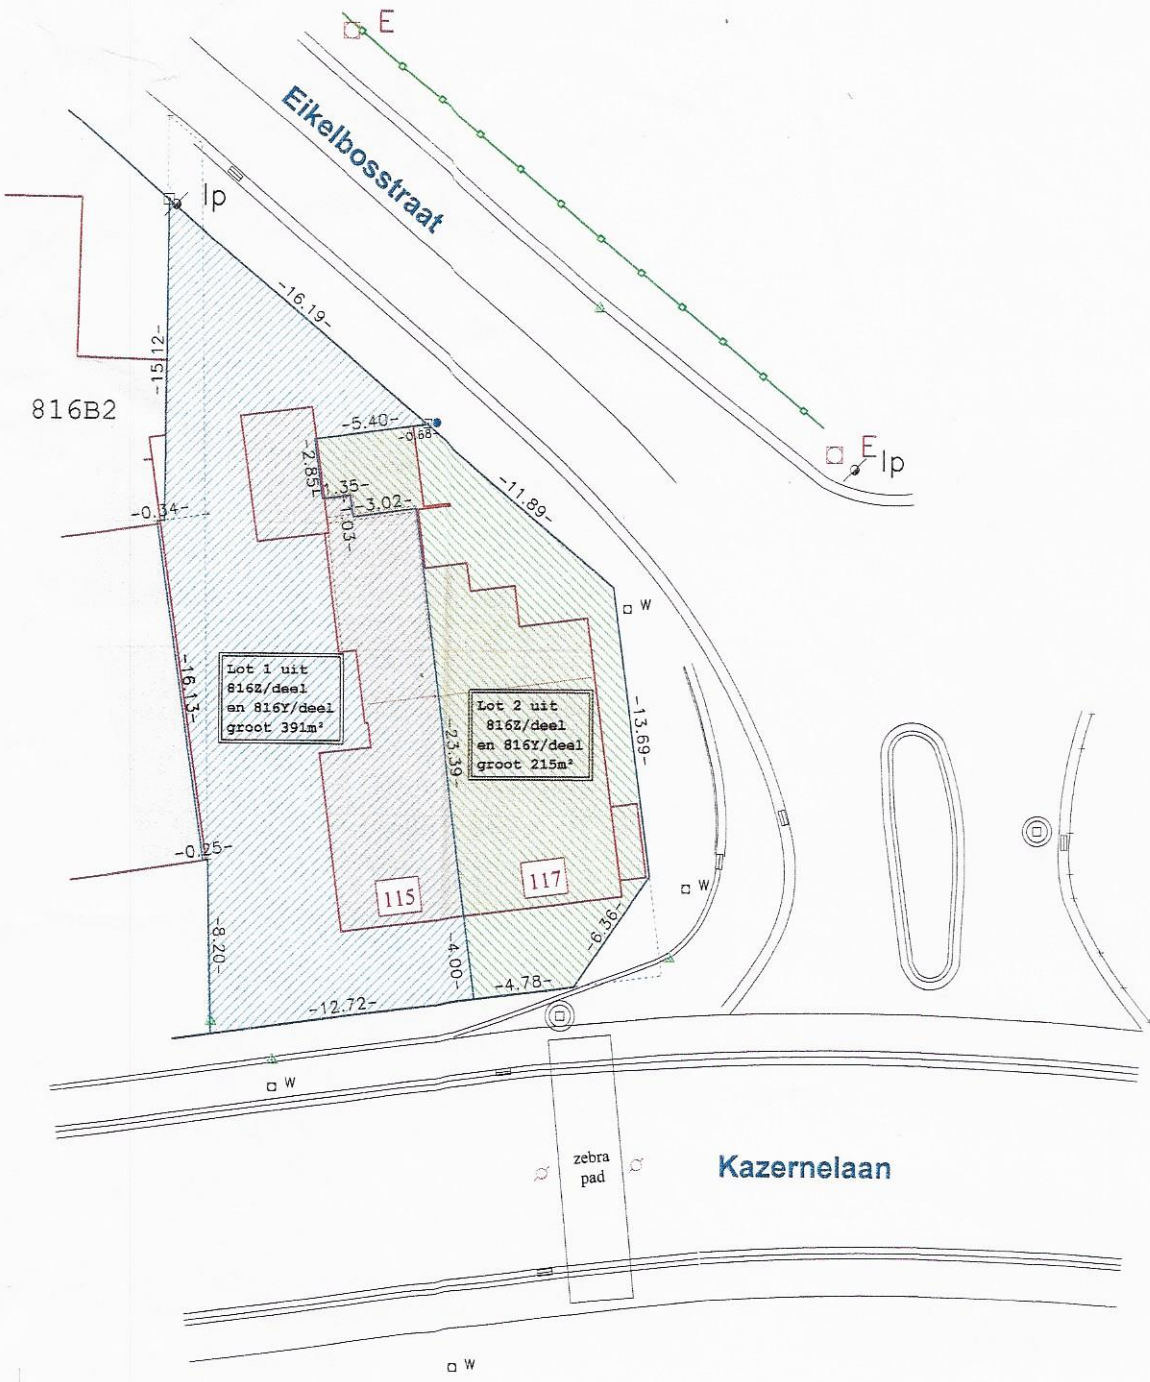 E
Eikelbosstraat
lp
-16.19-
-15.12-
816B2
-5.40-
-0.68-
E
lp
-2.85-
1.35-
-3.02-
-1.03-
-11.89-
-0.34-
W
Lot 1 uit
816Z/deel
en 816Y/deel
groot 391m²
-16.13-
Lot 2 uit
816Z/deel
en 816Y/deel
groot 215m²
-23.39-
-13.69-
-0.25-
115
117
W
-8.20-
-4.00-
-6.36-
-4.78-
-12.72-
W
zebra
pad
Kazernelaan
W